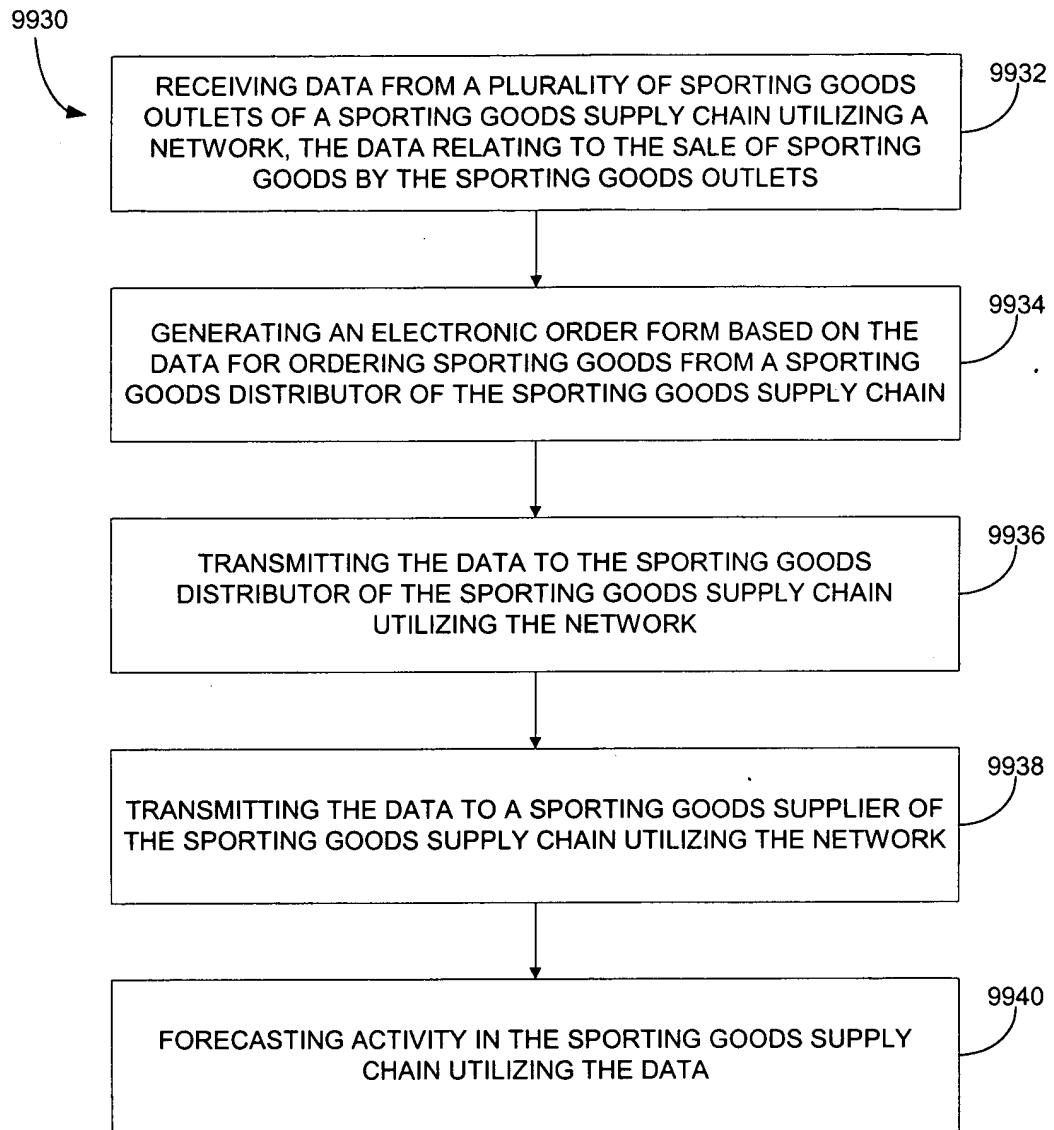 9930
9932
RECEIVING DATA FROM A PLURALITY OF SPORTING GOODS
OUTLETS OF A SPORTING GOODS SUPPLY CHAIN UTILIZING A
NETWORK, THE DATA RELATING TO THE SALE OF SPORTING
GOODS BY THE SPORTING GOODS OUTLETS
9934
GENERATING AN ELECTRONIC ORDER FORM BASED ON THE
DATA FOR ORDERING SPORTING GOODS FROM A SPORTING
GOODS DISTRIBUTOR OF THE SPORTING GOODS SUPPLY CHAIN
9936
TRANSMITTING THE DATA TO THE SPORTING GOODS
DISTRIBUTOR OF THE SPORTING GOODS SUPPLY CHAIN
UTILIZING THE NETWORK
9938
TRANSMITTING THE DATA TO A SPORTING GOODS SUPPLIER OF
THE SPORTING GOODS SUPPLY CHAIN UTILIZING THE NETWORK
9940
FORECASTING ACTIVITY IN THE SPORTING GOODS SUPPLY
CHAIN UTILIZING THE DATA